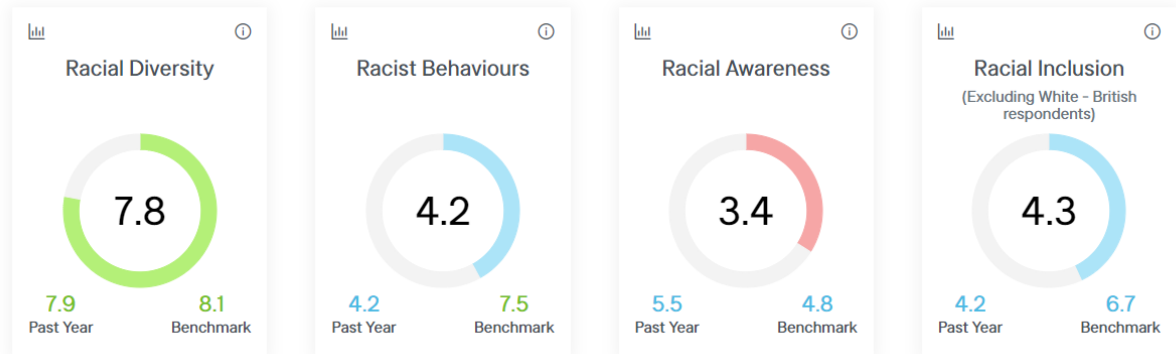 Racial Diversity
7.8
7.9 8.1
Past Year Benchmark
Racist Behaviours
4.2
4.2 7.5
Past Year Benchmark
Racial Awareness
3.4
5.5 4.8
Past Year Benchmark
Racial Inclusion
(Excluding White - British
respondents)
4.3
4.2 6.7
Past Year Benchmark